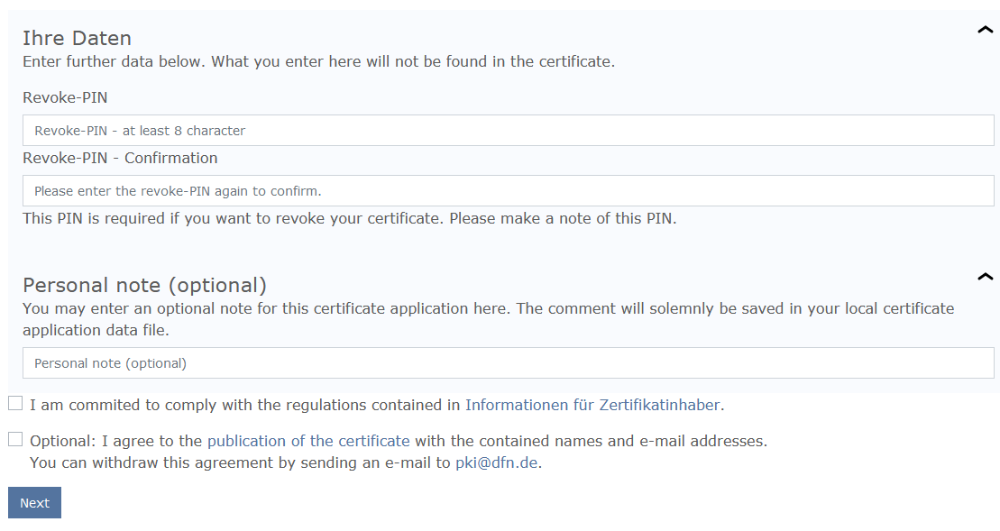 Ihre Daten
Enter further data below. What you enter here will not be found in the certificate.
Revoke-PIN
Revoke-PIN - at least 8 character
Revoke-PIN - Confirmation
Please enter the revoke-PIN again to confirm.
This PIN is required if you want to revoke your certificate. Please make a note of this PIN.
Personal note (optional)
You may enter an optional note for this certificate application here. The comment will solemnly be saved in your local certificate
application data file.
Personal note (optional)
I am commited to comply with the regulations contained in Informationen für Zertifikatinhaber.
Optional: I agree to the publication of the certificate with the contained names and e-mail addresses.
You can withdraw this agreement by sending an e-mail to pki@dfn.de.
Next